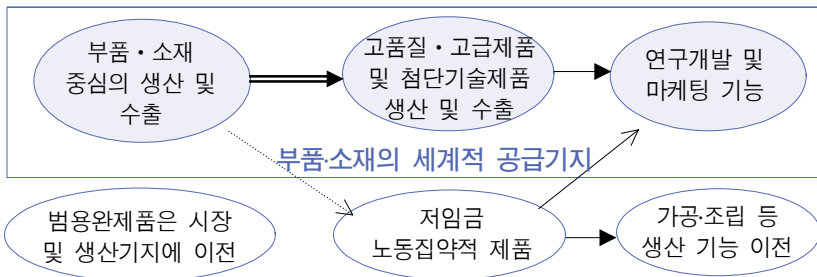 부품·소재
중심의 생산 및
수출
고품질·고급제품
및 첨단기술제품
생산 및 수출
연구개발 및
마케팅 기능
부품·소재의 세계적 공급기지
범용완제품은 시장
및 생산기지에 이전
저임금
노동집약적 제품
가공·조립 등
생산 기능 이전